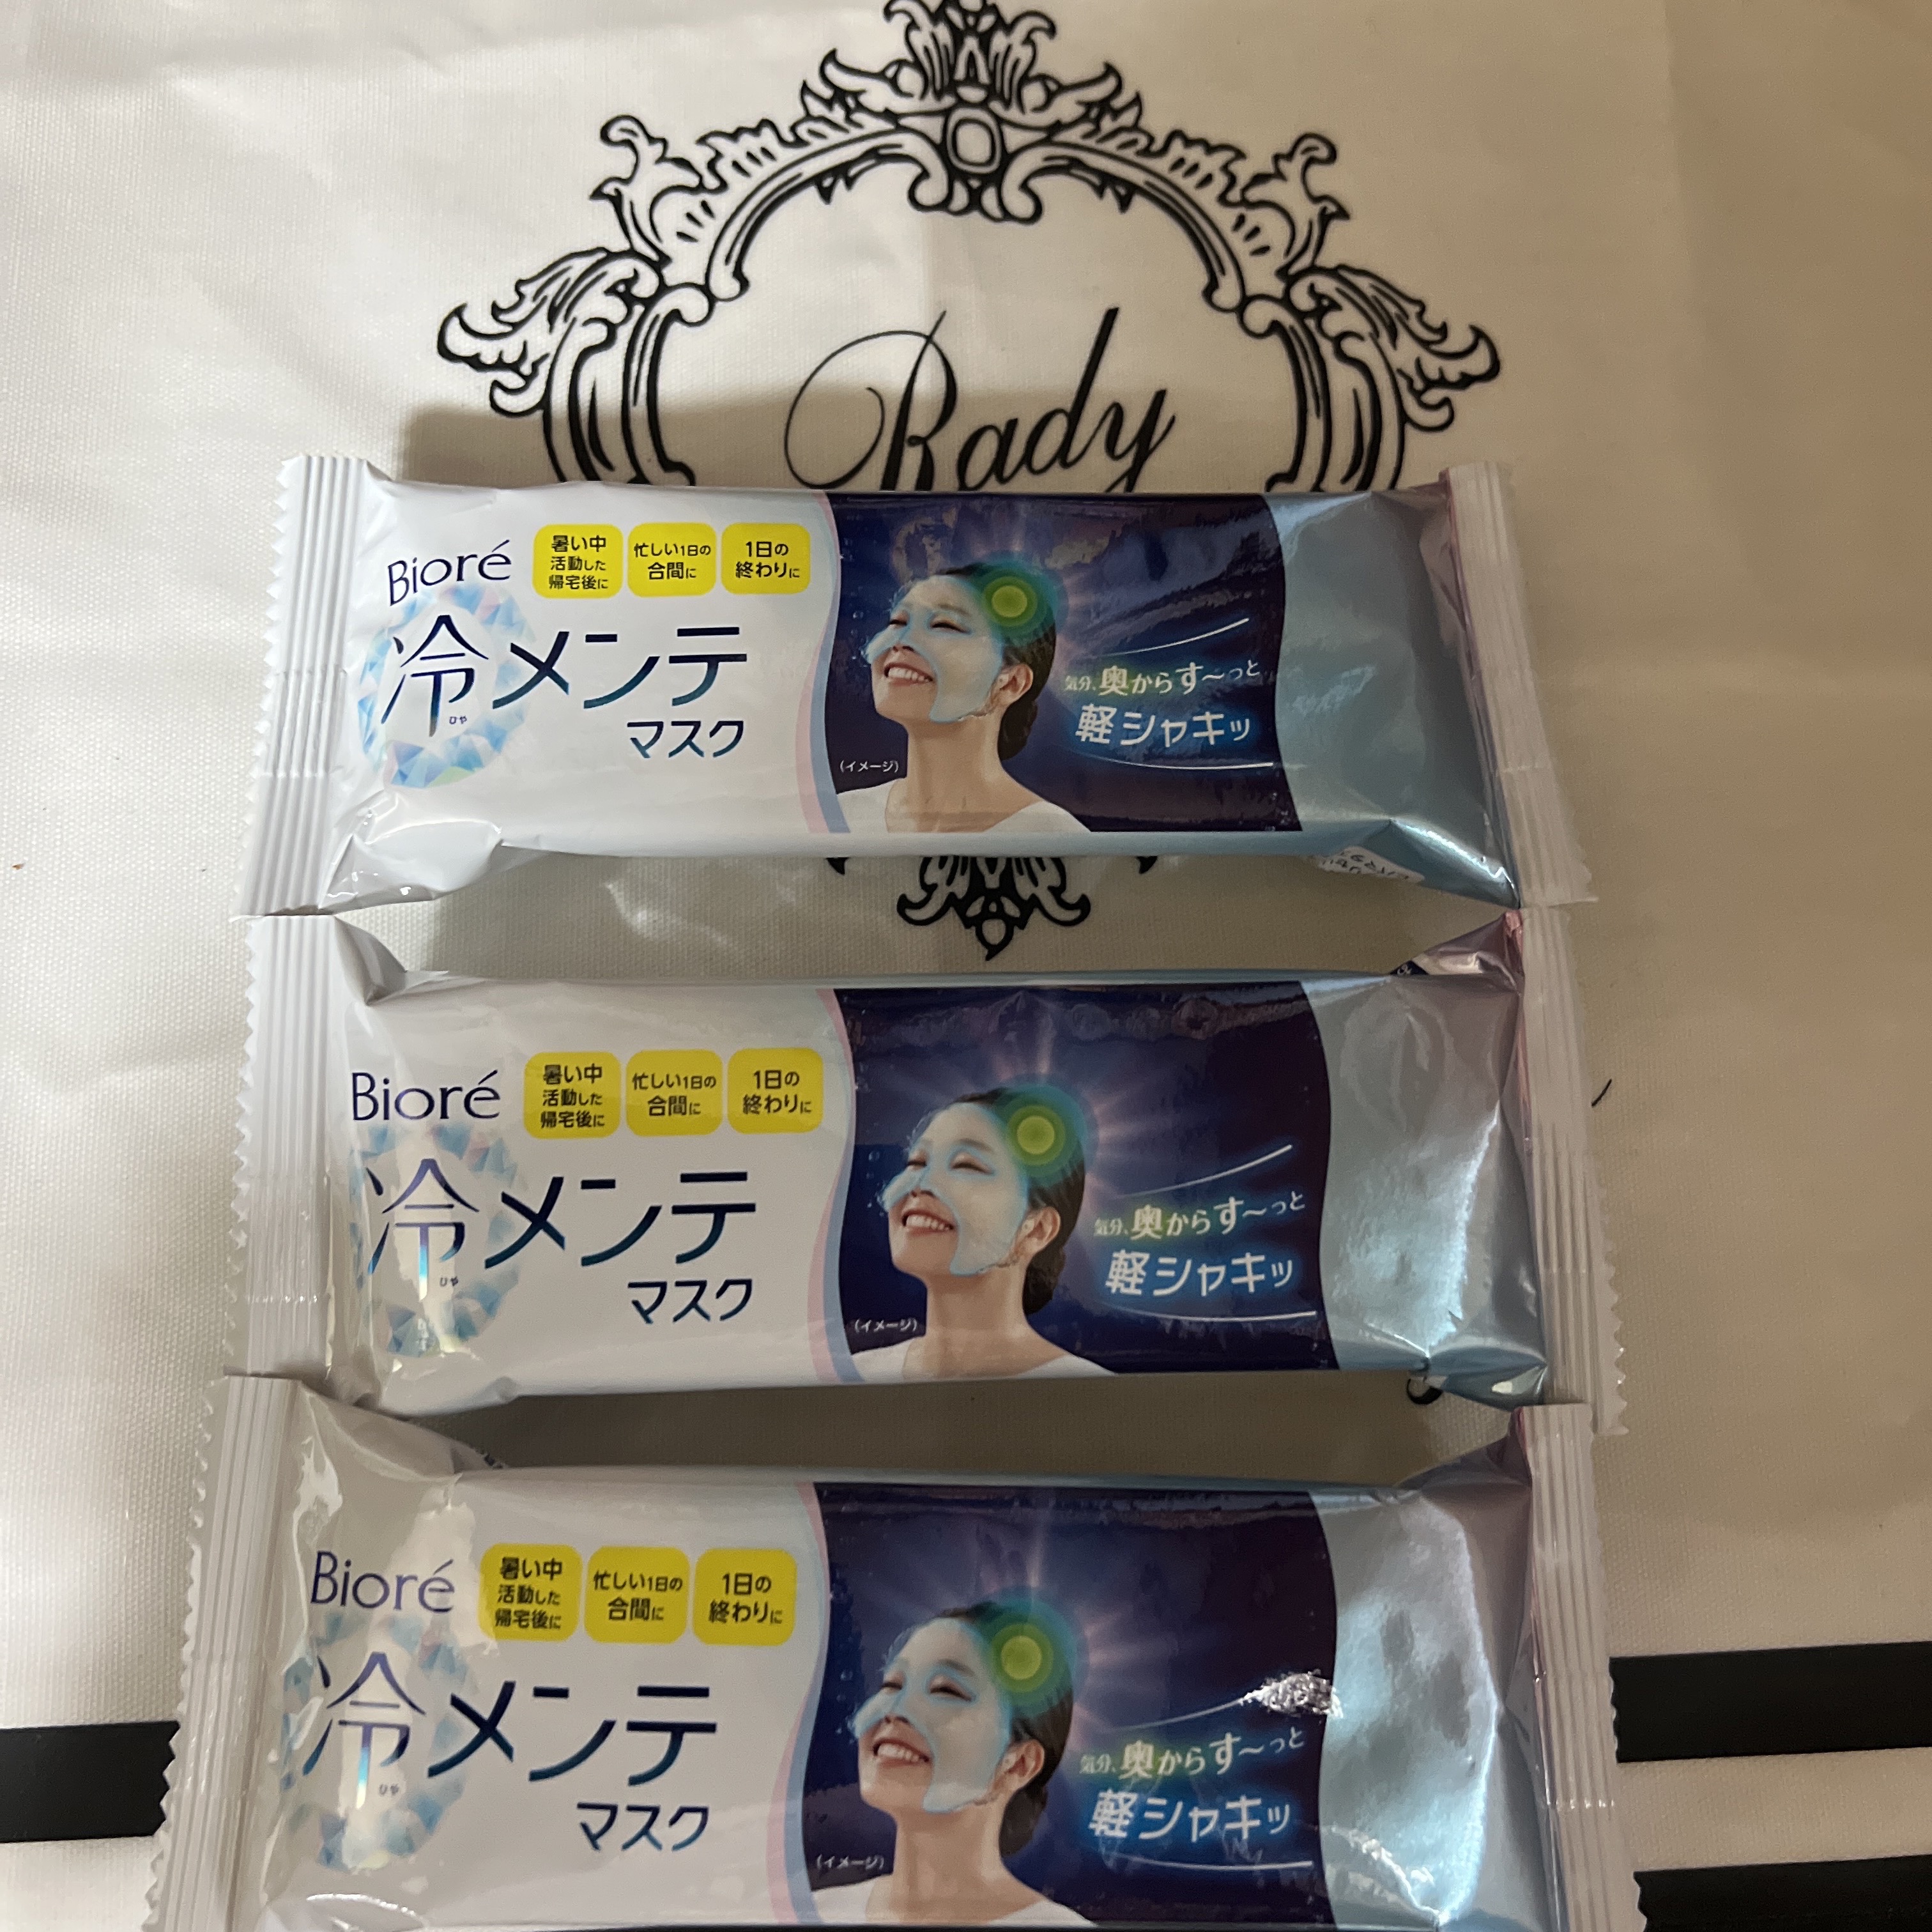 Rady
Bioré
暑い中
活動した
帰宅後に
忙しい1日の
合間に
1日の
終わりに
冷メンテ
ひや
マスク
(イメージ)
気分、奥からす〜っと
軽シャキッ
Bioré
暑い中
活動した
帰宅後に
忙しい1日の
合間に
1日の
終わりに
冷メンテ
ひや
マスク
(イメージ)
気分、奥からす〜っと
軽シャキッ
Bioré
暑い中
活動した
帰宅後に
忙しい1日の
合間に
1日の
終わりに
冷メンテ
ひや
マスク
(イメージ)
気分、奥からす〜っと
軽シャキッ